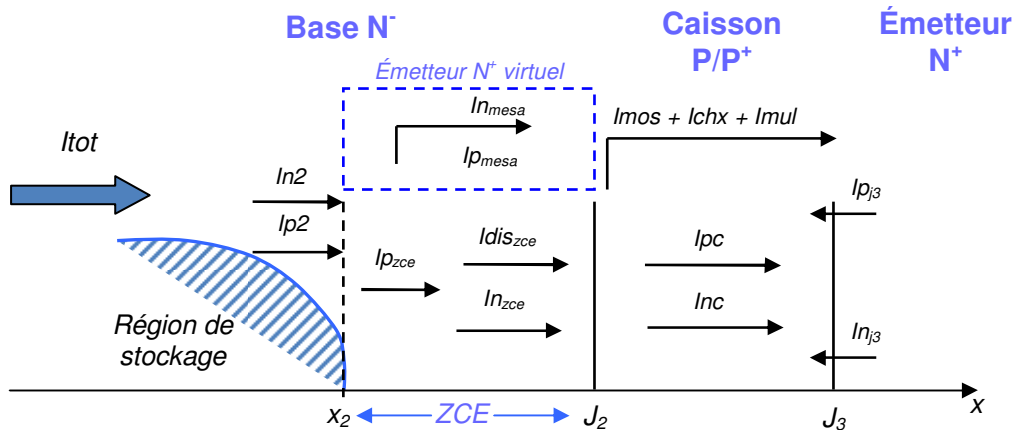 Base N-
Caisson
P/P+
Émetteur
N+
Émetteur N+ virtuel
Inmesa
Ipmesa
Imos + Ichx + Imul
Itot
In2
Ip2
Ipj3
Ipzce
Idiszce
Ipc
Inzce
Inc
Inj3
Région de
stockage
x2
ZCE
J2
J3
x